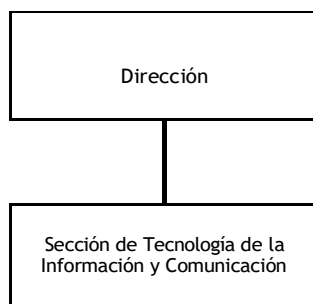 Dirección
Sección de Tecnología de la
Información y Comunicación